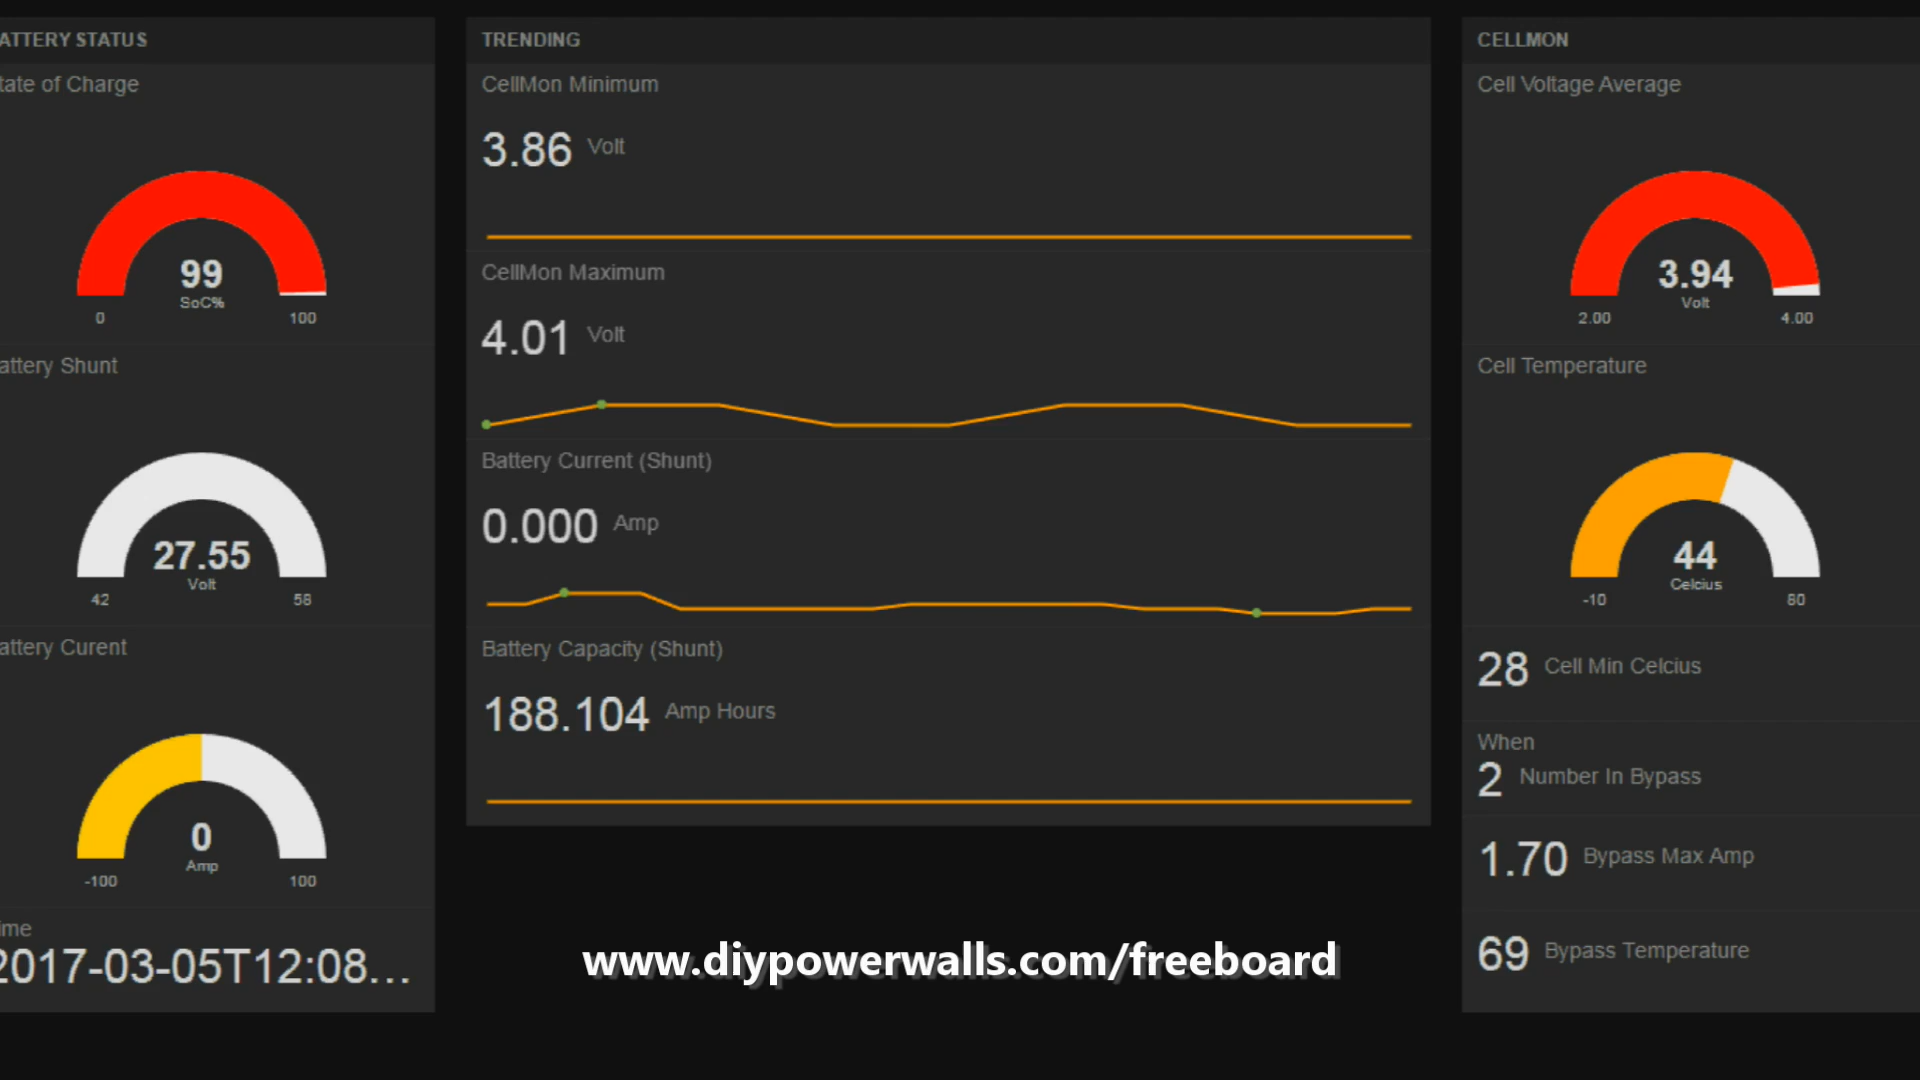 ATTERY STATUS
tate of Charge
99
SoC%
0 100
attery Shunt
27.55
Volt
42 58
attery Curent
0
Amp
-100 100
ime
2017-03-05T12:08...
TRENDING
CellMon Minimum
3.86 Volt
CellMon Maximum
4.01 Volt
Battery Current (Shunt)
0.000 Amp
Battery Capacity (Shunt)
188.104 Amp Hours
www.diypowerwalls.com/freeboard
CELLMON
Cell Voltage Average
3.94
Volt
2.00 4.00
Cell Temperature
44
Celcius
-10 80
28 Cell Min Celcius
When
2 Number In Bypass
1.70 Bypass Max Amp
69 Bypass Temperature